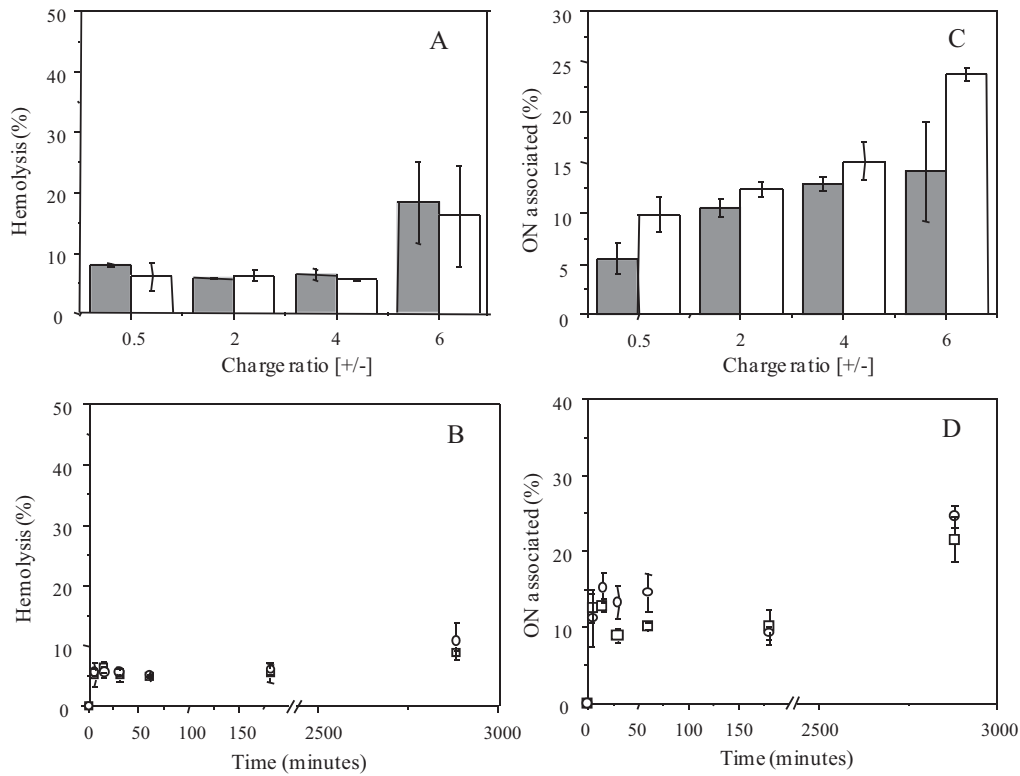 A
50
40
30
20
10
0
Hemolysis (%)
0.5 2 4 6
Charge ratio [+/-]
C
30
25
20
15
10
5
0
ON associated (%)
0.5 2 4 6
Charge ratio [+/-]
B
50
40
30
20
10
0
Hemolysis (%)
0 50 100 150 2500 3000
Time (minutes)
D
40
30
20
10
0
ON associated (%)
0 50 100 150 2500 3000
Time (minutes)